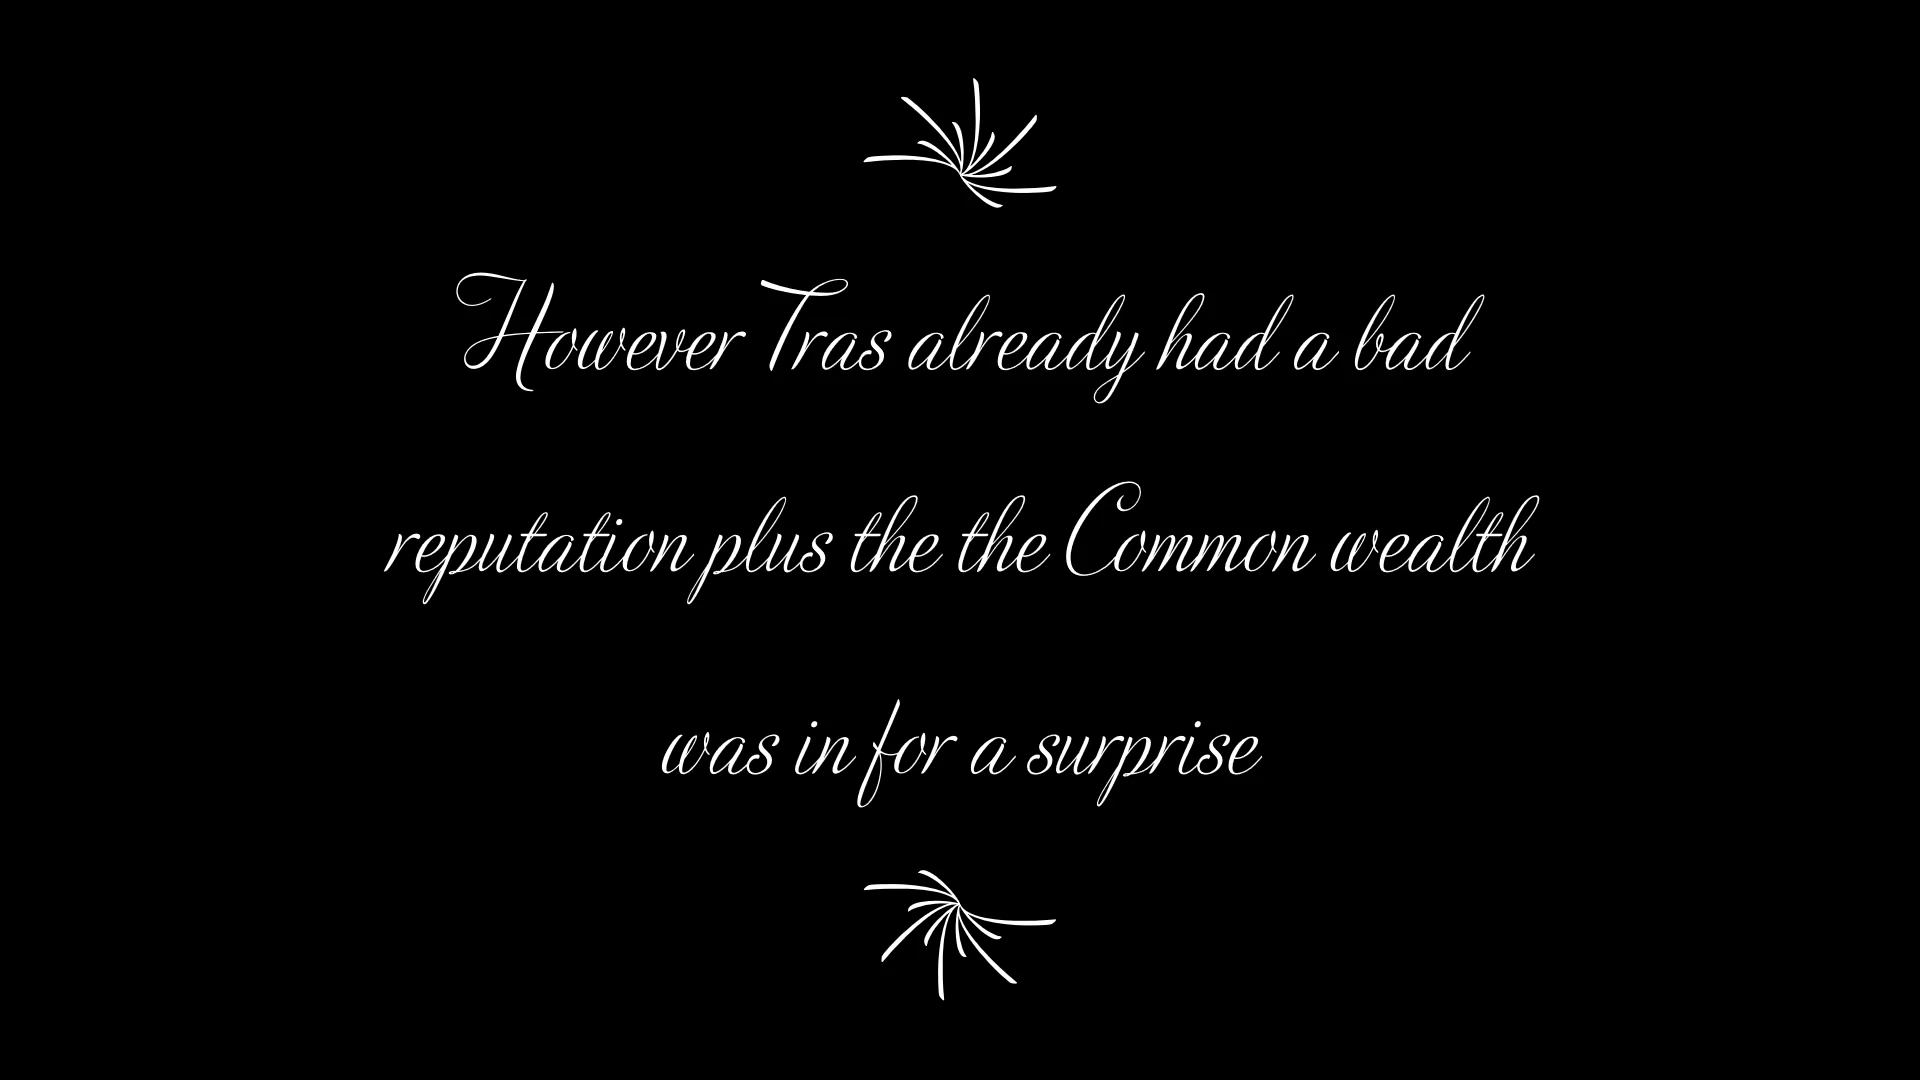 However Tras already had a bad
reputation plus the the Common wealth
was in for a surprise